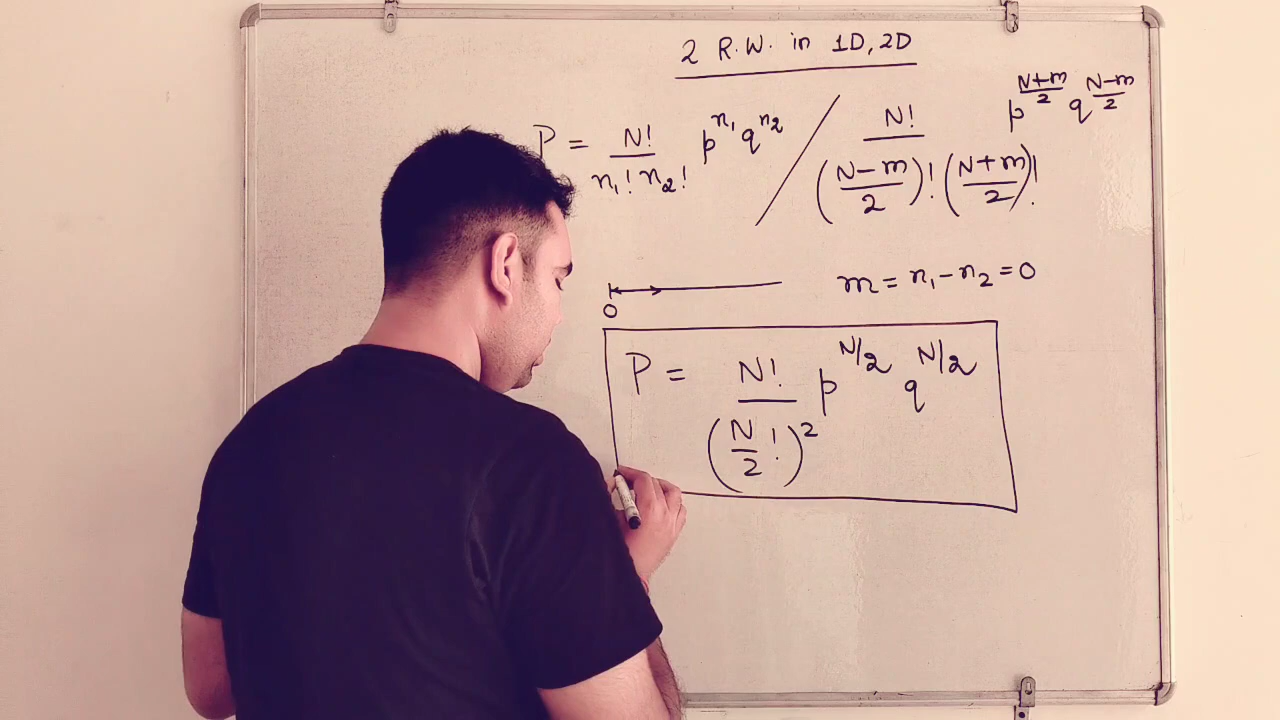 2 R.W. in 1D, 2D
P = N! / n₁! n₂! p^n₁ q^n₂ / N! / (N-m / 2)! (N+m / 2)! p^(N+m / 2) q^(N-m / 2)
0
m = n₁ - n₂ = 0
P = N! / (N/2 !)² p^N/2 q^N/2